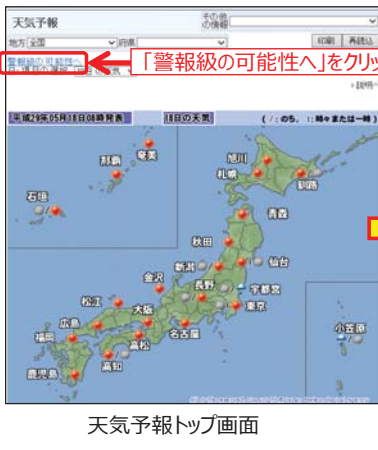 天気予報
その他
の情報
地方 全国 府県
印刷 再読込
警報級の可能性へ
「警報級の可能性へ」をクリッ
平成29年05月18日08時発表 18日の天気 ( / : のち, | : 時々または一時 )
那覇 奄美 旭川
札幌
釧路
石垣
青森
秋田
新潟 仙台
金沢 長野 宇都宮
松江 大阪 東京
広島
福岡 名古屋 小笠原
高松
高知
鹿児島
天気予報トップ画面